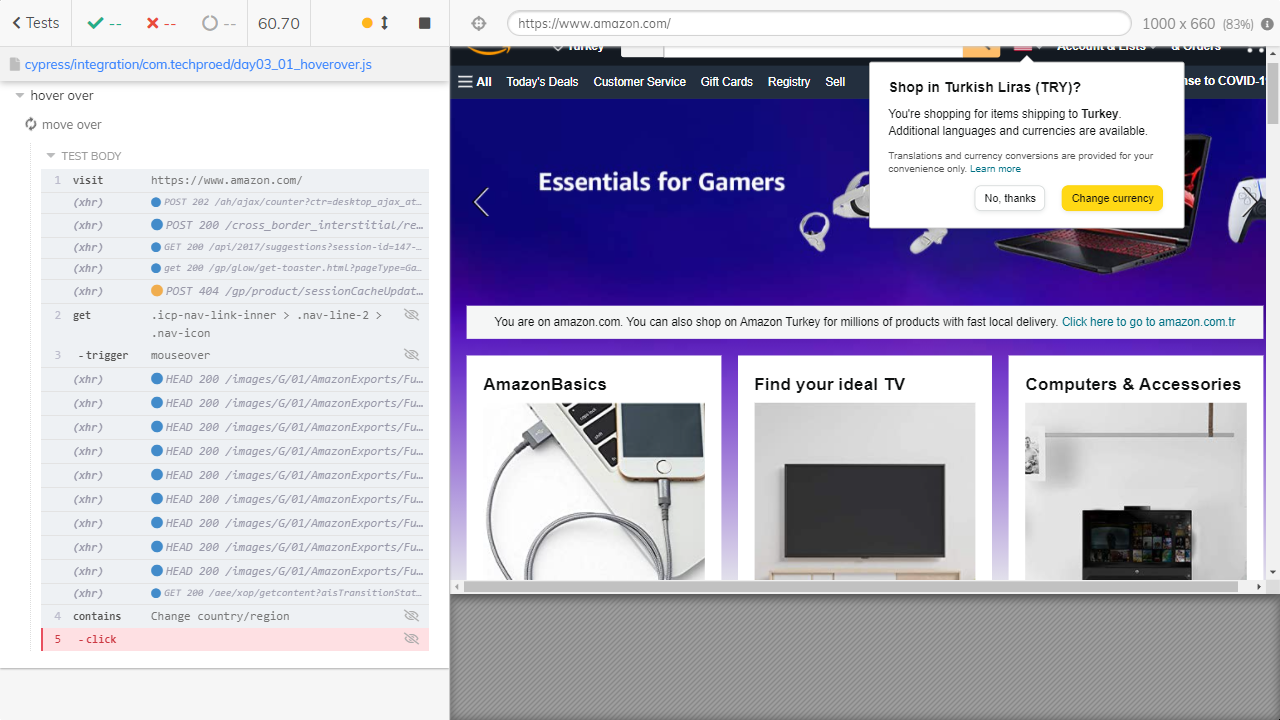 Tests
--
--
--
60.70
https://www.amazon.com/
1000 x 660 (83%)
cypress/integration/com.techproed/day03_01_hoverover.js
hover over
move over
TEST BODY
1 visit https://www.amazon.com/
(xhr) POST 202 /ah/ajax/counter?ctr=desktop_ajax_at…
(xhr) POST 200 /cross_border_interstitial/re…
(xhr) GET 200 /api/2017/suggestions?session-id=147-…
(xhr) get 200 /gp/glow/get-toaster.html?pageType=Ga…
(xhr) POST 404 /gp/product/sessionCacheUpdat…
2 get .icp-nav-link-inner > .nav-line-2 >
.nav-icon
3 -trigger mouseover
(xhr) HEAD 200 /images/G/01/AmazonExports/Fu…
(xhr) HEAD 200 /images/G/01/AmazonExports/Fu…
(xhr) HEAD 200 /images/G/01/AmazonExports/Fu…
(xhr) HEAD 200 /images/G/01/AmazonExports/Fu…
(xhr) HEAD 200 /images/G/01/AmazonExports/Fu…
(xhr) HEAD 200 /images/G/01/AmazonExports/Fu…
(xhr) HEAD 200 /images/G/01/AmazonExports/Fu…
(xhr) HEAD 200 /images/G/01/AmazonExports/Fu…
(xhr) HEAD 200 /images/G/01/AmazonExports/Fu…
(xhr) GET 200 /aee/xop/getcontent?aisTransitionStat…
4 contains Change country/region
5 -click
Turkey
Account & Lists
& Orders
All
Today's Deals
Customer Service
Gift Cards
Registry
Sell
nse to COVID-1
Shop in Turkish Liras (TRY)?
You're shopping for items shipping to Turkey.
Additional languages and currencies are available.
Translations and currency conversions are provided for your
convenience only. Learn more
No, thanks
Change currency
Essentials for Gamers
You are on amazon.com. You can also shop on Amazon Turkey for millions of products with fast local delivery. Click here to go to amazon.com.tr
AmazonBasics
Find your ideal TV
Computers & Accessories